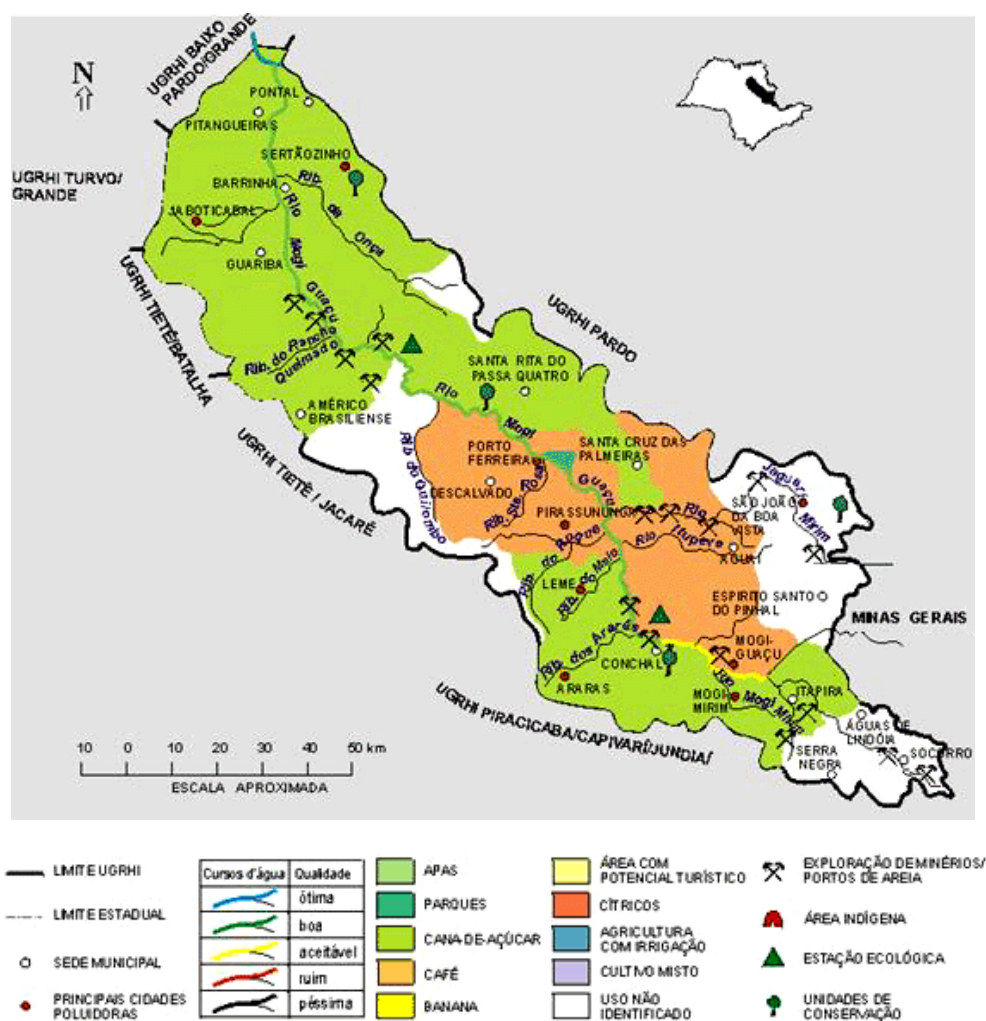 UGRHI BAIXO
PARDO/GRANDE
N
PONTAL
PITANGUEIRAS
SERTÃOZINHO
UGRHI TURVO/
GRANDE
BARRINHA
Rib. de Onça
JABOTICABAL
Rio Mogi Guaçu
GUARIBA
UGRHI TIETÊ/BATALHA
UGRHI PARDO
Rib. do Rancho
Queimado
SANTA RITA DO
PASSA QUATRO
AMÉRICO
BRASILIENSE
Rio Mogi Guaçu
UGRHI TIETÊ / JACARÉ
Rib. do Quilombo
PORTO
FERREIRA
SANTA CRUZ DAS
PALMEIRAS
DESCALVADO
Rib. Sta. Rosa
PIRASSUNUNGA
Jaguari Mirim
SÃO JOÃO
DA BOA
VISTA
Rio
Rio Itupeva
AGUAÍ
Rib. do Roque
LEME
Rib. do Meio
ESPIRITO SANTO
DO PINHAL
MINAS GERAIS
Rib. dos Araras
CONCHAL
MOGI-
GUAÇU
ARARAS
MOGI
MIRIM
Rio Mogi Mirim
ITAPIRA
ÁGUAS DE
LINDÓIA
SERRA
NEGRA
SOCORRO
UGRHI PIRACICABA/CAPIVARI/JUNDIAÍ
10 0 10 20 30 40 50 km
ESCALA APROXIMADA
LIMITE UGRHI
LIMITE ESTADUAL
SEDE MUNICIPAL
PRINCIPAIS CIDADES
POLUIDORAS
Cursos d'água Qualidade
ótima
boa
aceitável
ruim
péssima
APAS
PARQUES
CANA-DE-AÇÚCAR
CAFÉ
BANANA
ÁREA COM
POTENCIAL TURÍSTICO
CÍTRICOS
AGRICULTURA
COM IRRIGAÇÃO
CULTIVO MISTO
USO NÃO
IDENTIFICADO
EXPLORAÇÃO DE MINÉRIOS/
PORTOS DE AREIA
ÁREA INDÍGENA
ESTAÇÃO ECOLÓGICA
UNIDADES DE
CONSERVAÇÃO